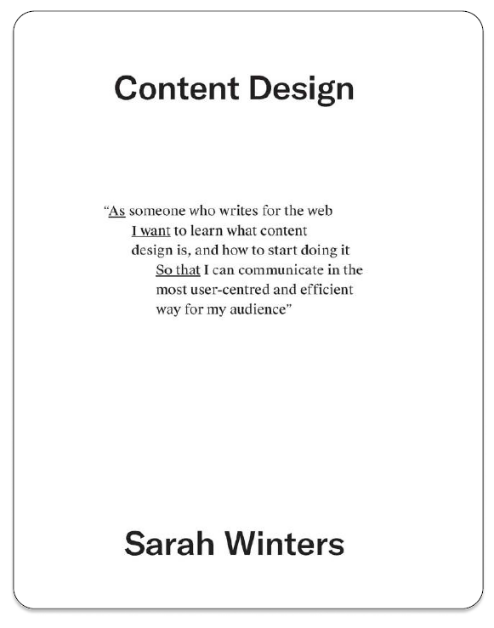 Content Design
“As someone who writes for the web
I want to learn what content
design is, and how to start doing it
So that I can communicate in the
most user-centred and efficient
way for my audience”
Sarah Winters